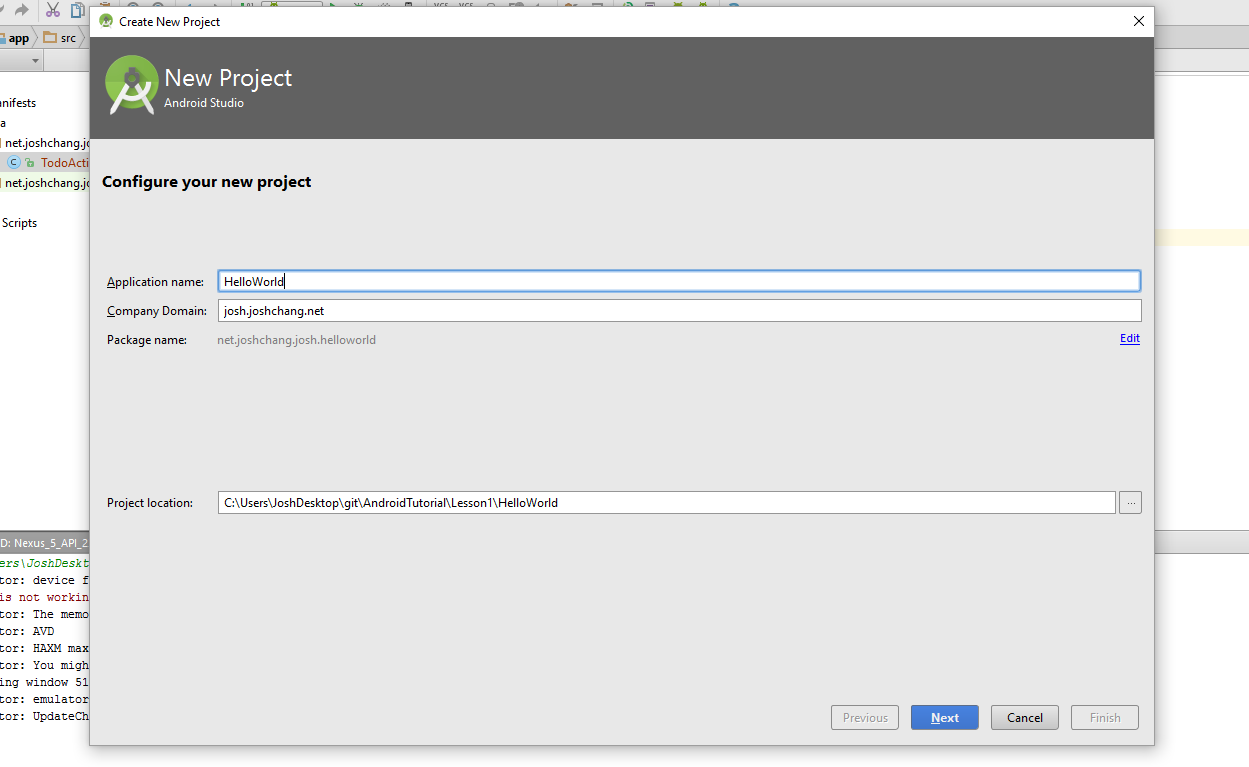 Create New Project
app src
New Project
Android Studio
nifests
a
net.joshchang.jo
C TodoActi
net.joshchang.jo
Scripts
Configure your new project
Application name: HelloWorld
Company Domain: josh.joshchang.net
Package name: net.joshchang.josh.helloworld Edit
Project location: C:\Users\JoshDesktop\git\AndroidTutorial\Lesson1\HelloWorld ...
D: Nexus_5_API_2
ers\JoshDeskt
tor: device f
is not workin
tor: The memo
tor: AVD
tor: HAXM max
tor: You migh
ing window 51
tor: emulator
tor: UpdateCh
Previous Next Cancel Finish